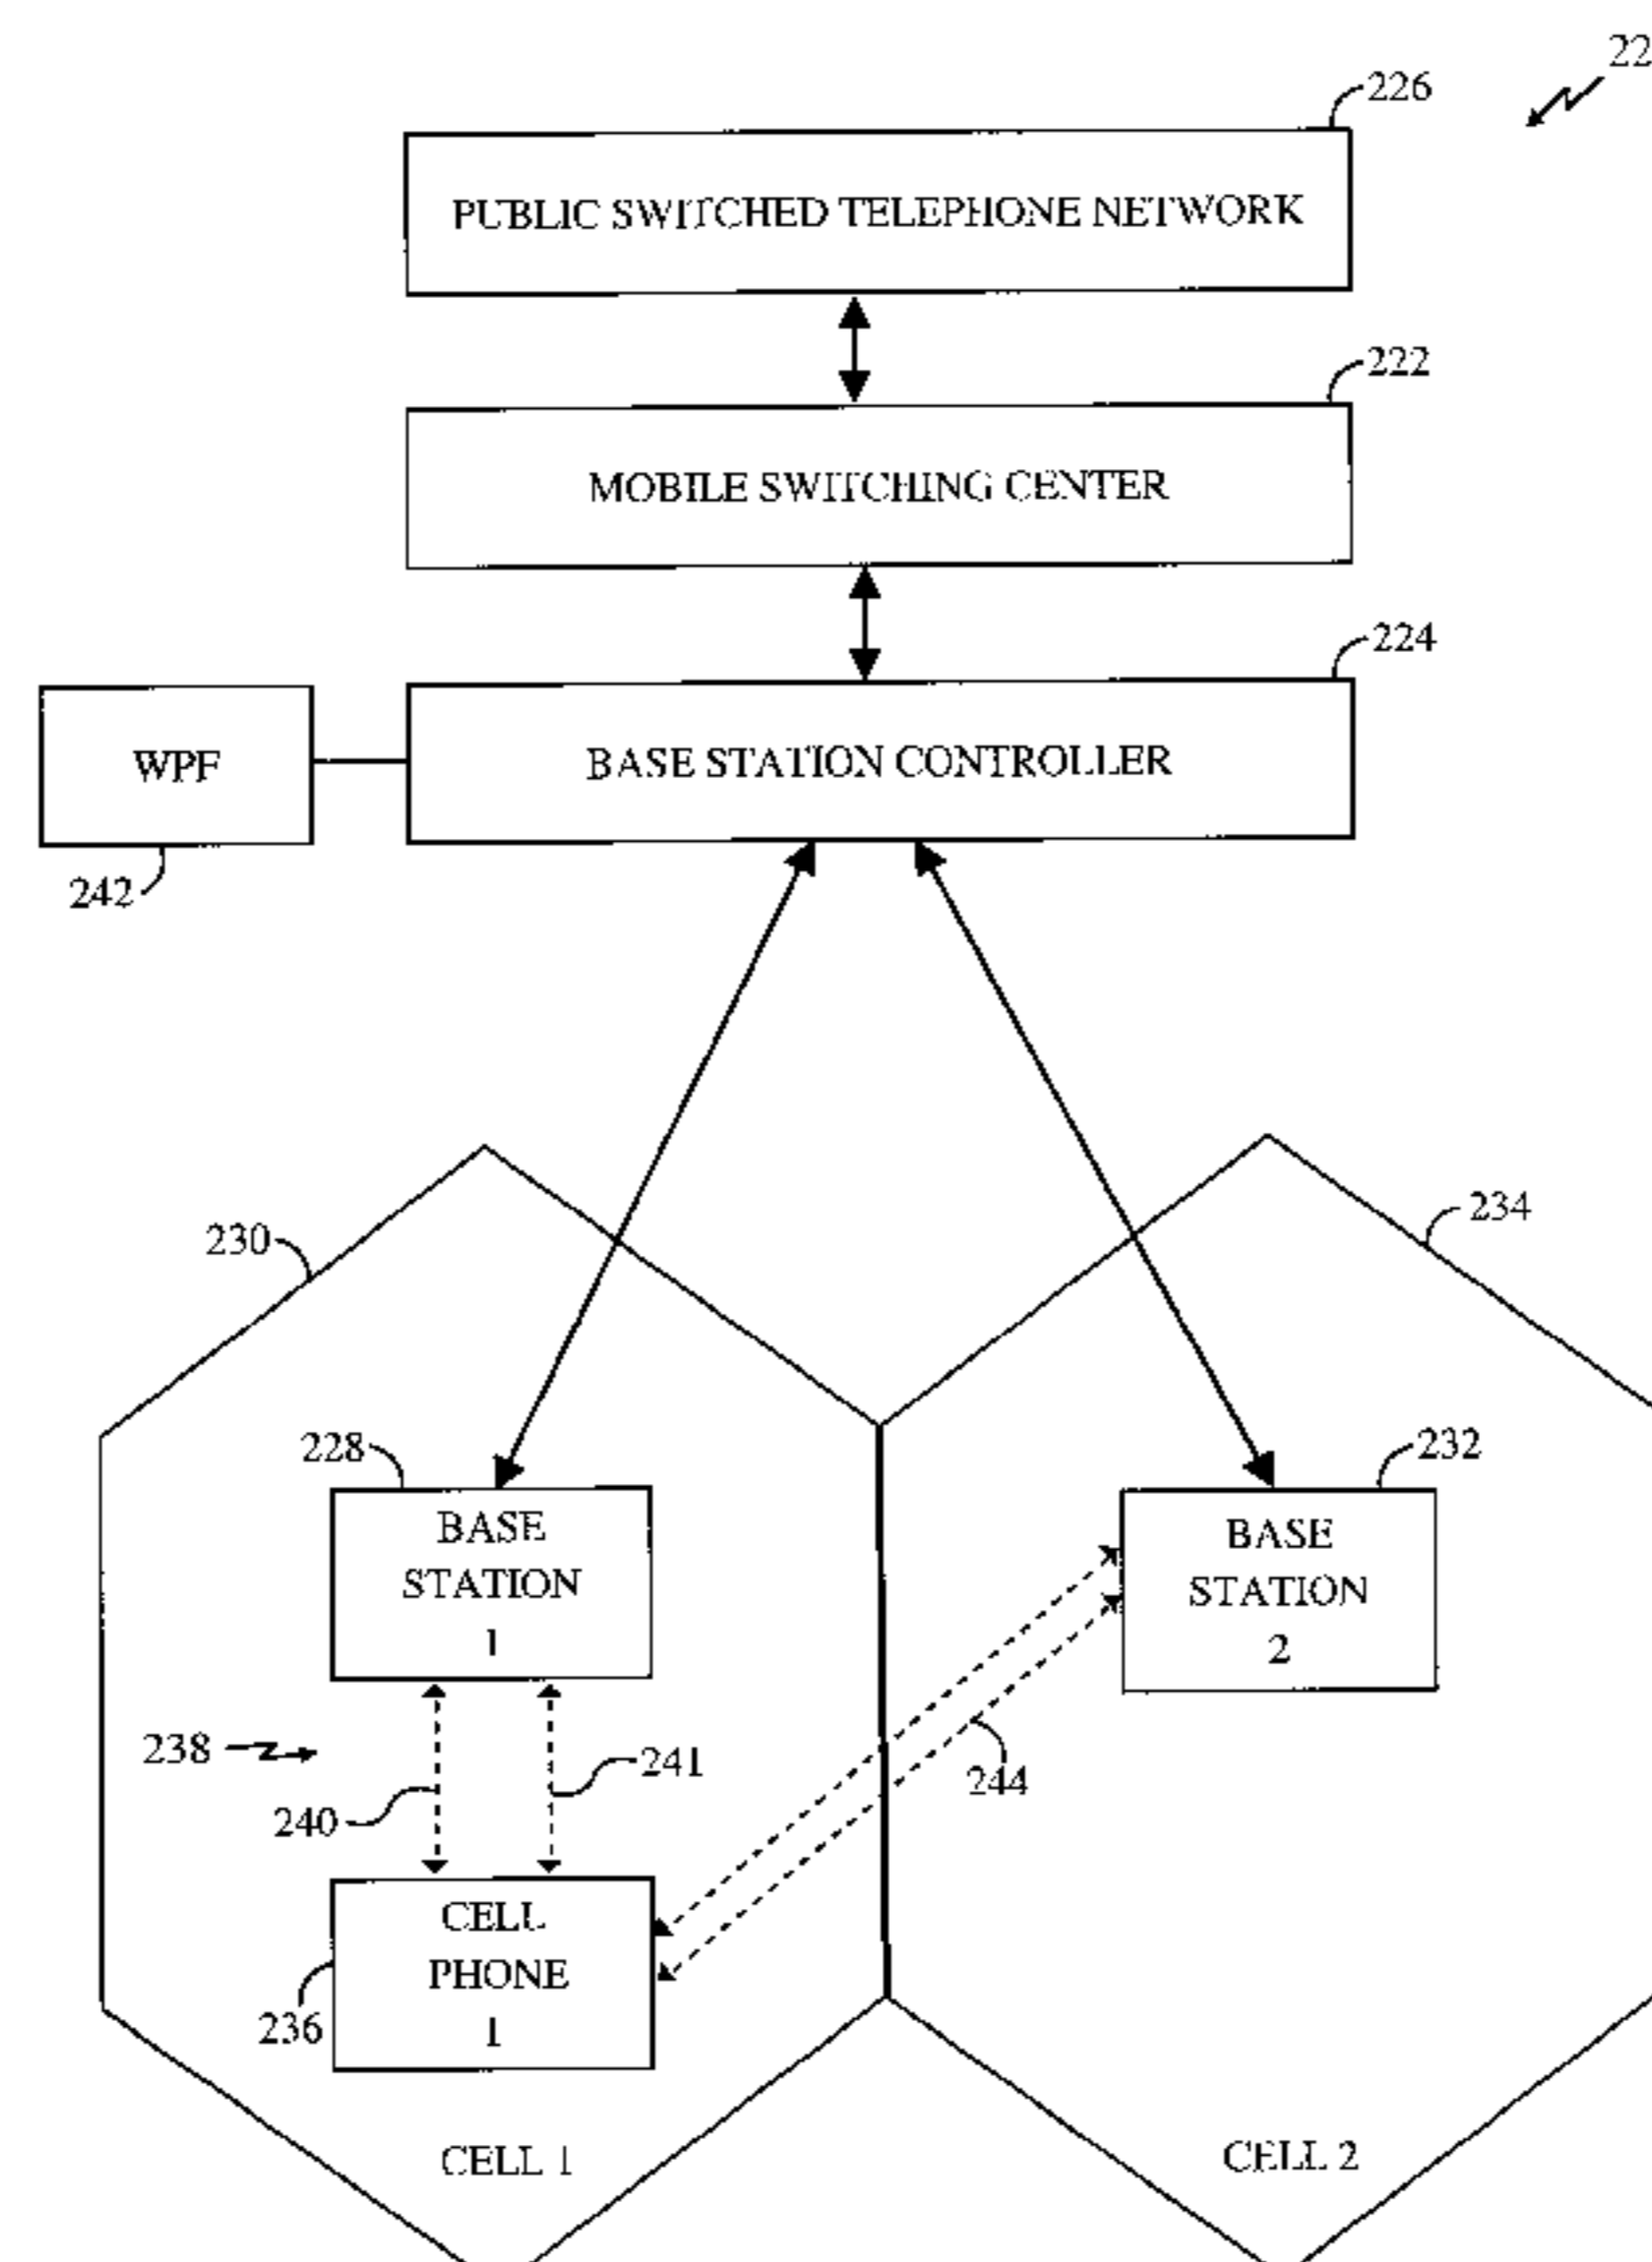 22
226
PUBLIC SWITCHED TELEPHONE NETWORK
222
MOBILE SWITCHING CENTER
224
WPF
BASE STATION CONTROLLER
242
230
234
228
232
BASE
STATION
1
BASE
STATION
2
238
241
240
244
CELL
PHONE
1
236
CELL 1
CELL 2